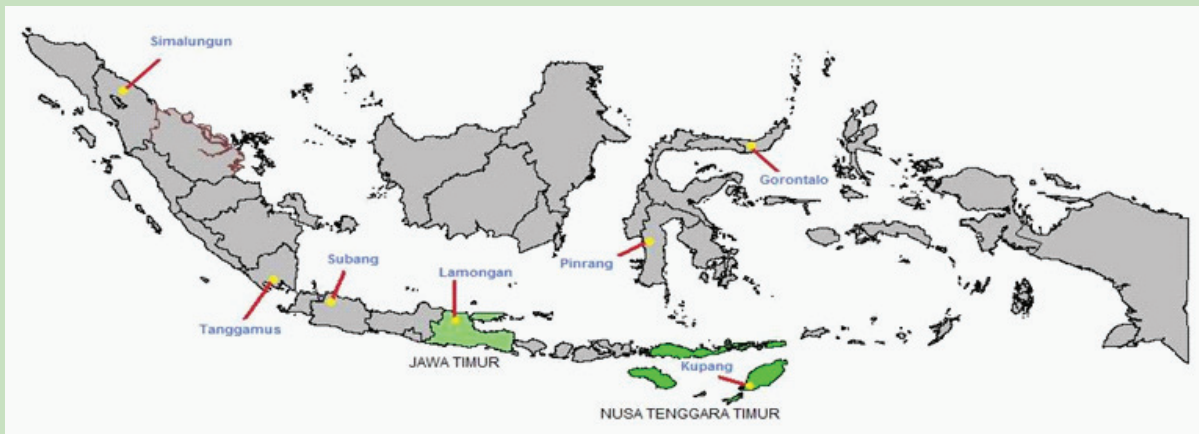 Simalungun
Gorontalo
Subang
Lamongan
Pinrang
Tanggamus
JAWA TIMUR
Kupang
NUSA TENGGARA TIMUR